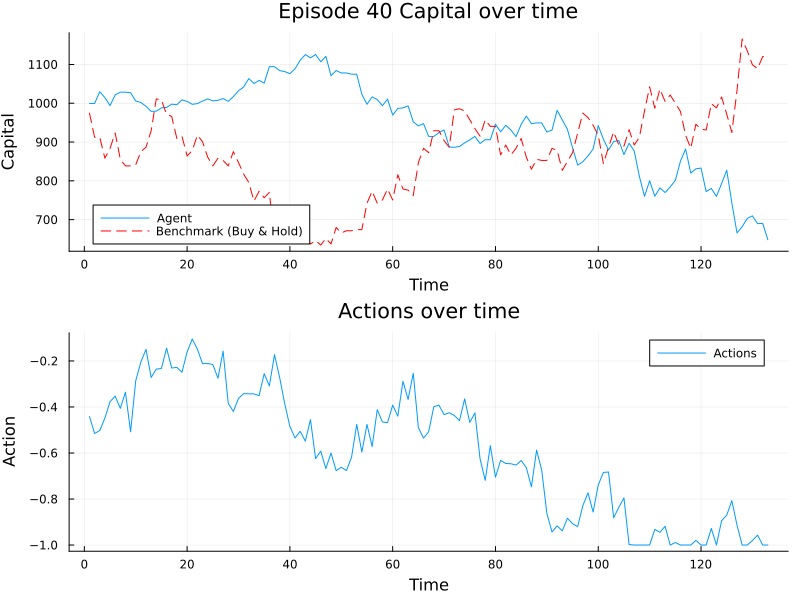 Episode 40 Capital over time
Capital
1100
1000
900
800
700
Agent
Benchmark (Buy & Hold)
0 20 40 60 80 100 120
Time
Actions over time
Action
Actions
−0.2
−0.4
−0.6
−0.8
−1.0
0 20 40 60 80 100 120
Time